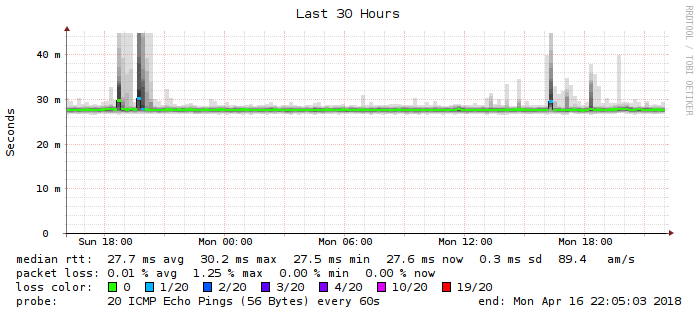 Last 30 Hours
RRDTOOL / TOBI OETIKER
Seconds
40 m
30 m
20 m
10 m
0
Sun 18:00 Mon 00:00 Mon 06:00 Mon 12:00 Mon 18:00
median rtt: 27.7 ms avg 30.2 ms max 27.5 ms min 27.6 ms now 0.3 ms sd 89.4 am/s
packet loss: 0.01 % avg 1.25 % max 0.00 % min 0.00 % now
loss color: 0 1/20 2/20 3/20 4/20 10/20 19/20
probe: 20 ICMP Echo Pings (56 Bytes) every 60s end: Mon Apr 16 22:05:03 2018